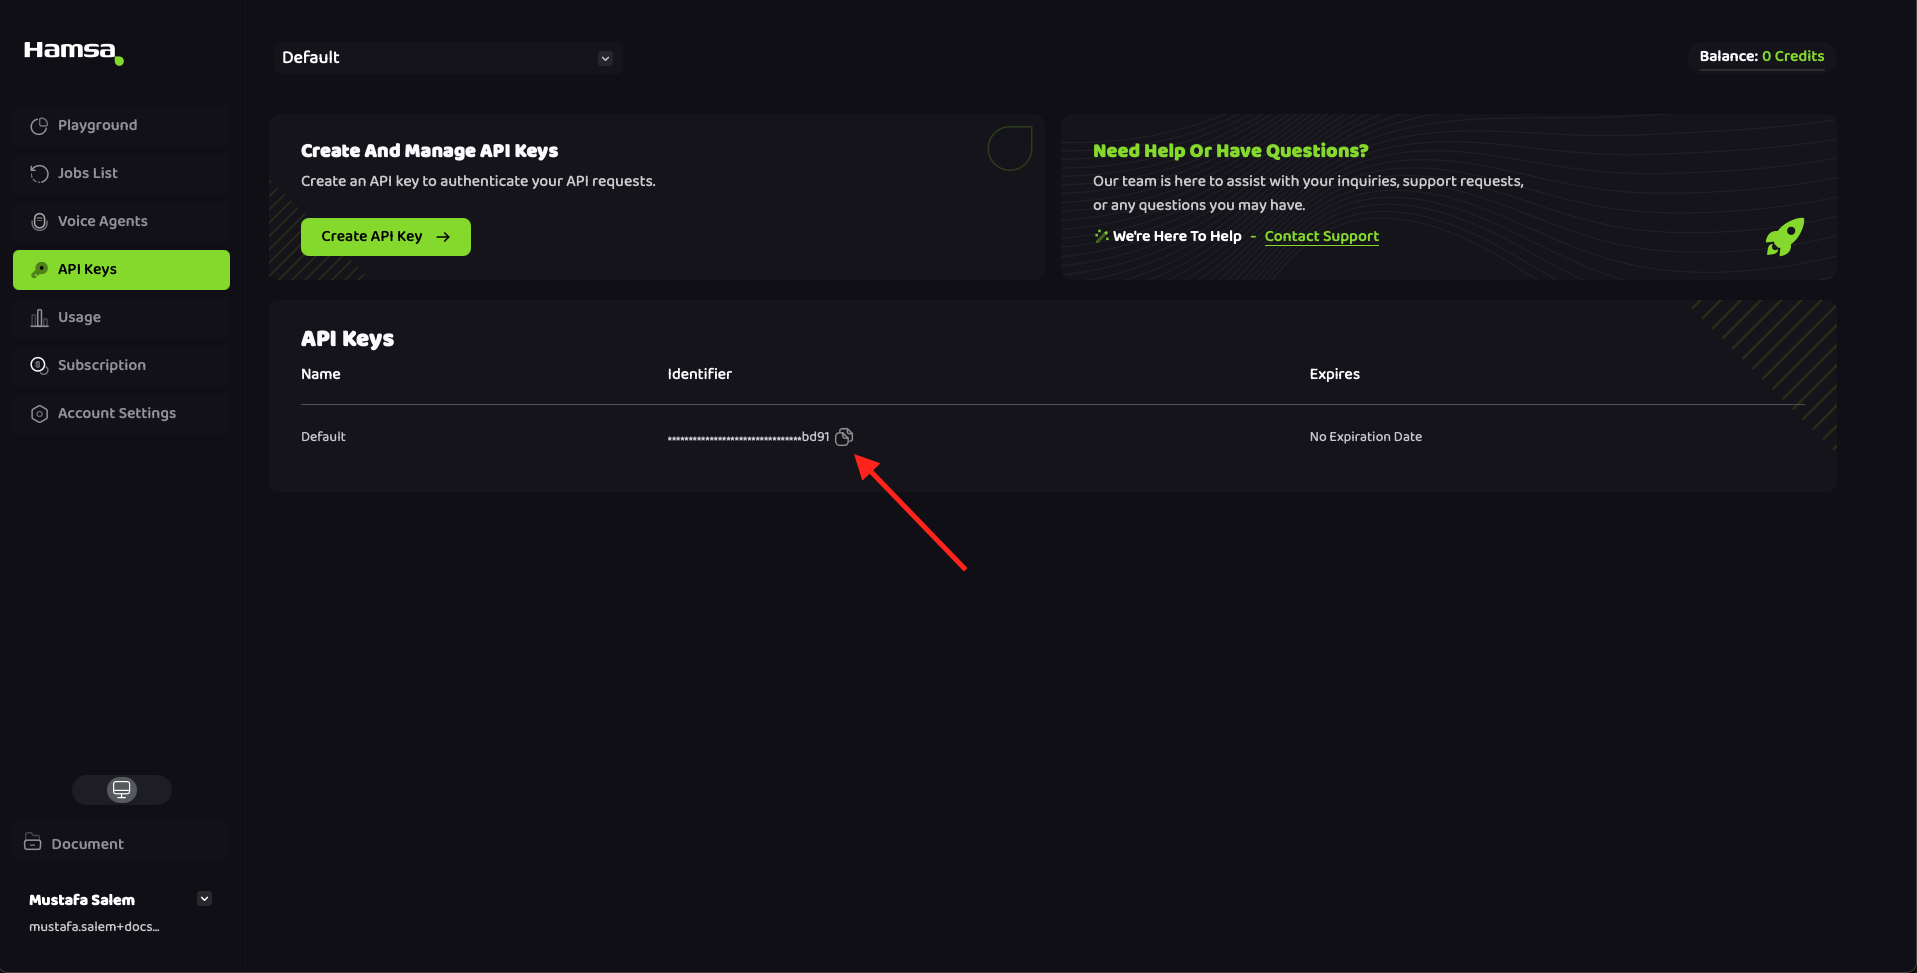 Hamsa
Default
Balance: 0 Credits
Playground
Jobs List
Voice Agents
API Keys
Usage
Subscription
Account Settings
Create And Manage API Keys
Create an API key to authenticate your API requests.
Create API Key →
Need Help Or Have Questions?
Our team is here to assist with your inquiries, support requests,
or any questions you may have.
We're Here To Help - Contact Support
API Keys
Name Identifier Expires
Default ********************************bd91 No Expiration Date
Document
Mustafa Salem
mustafa.salem+docs...